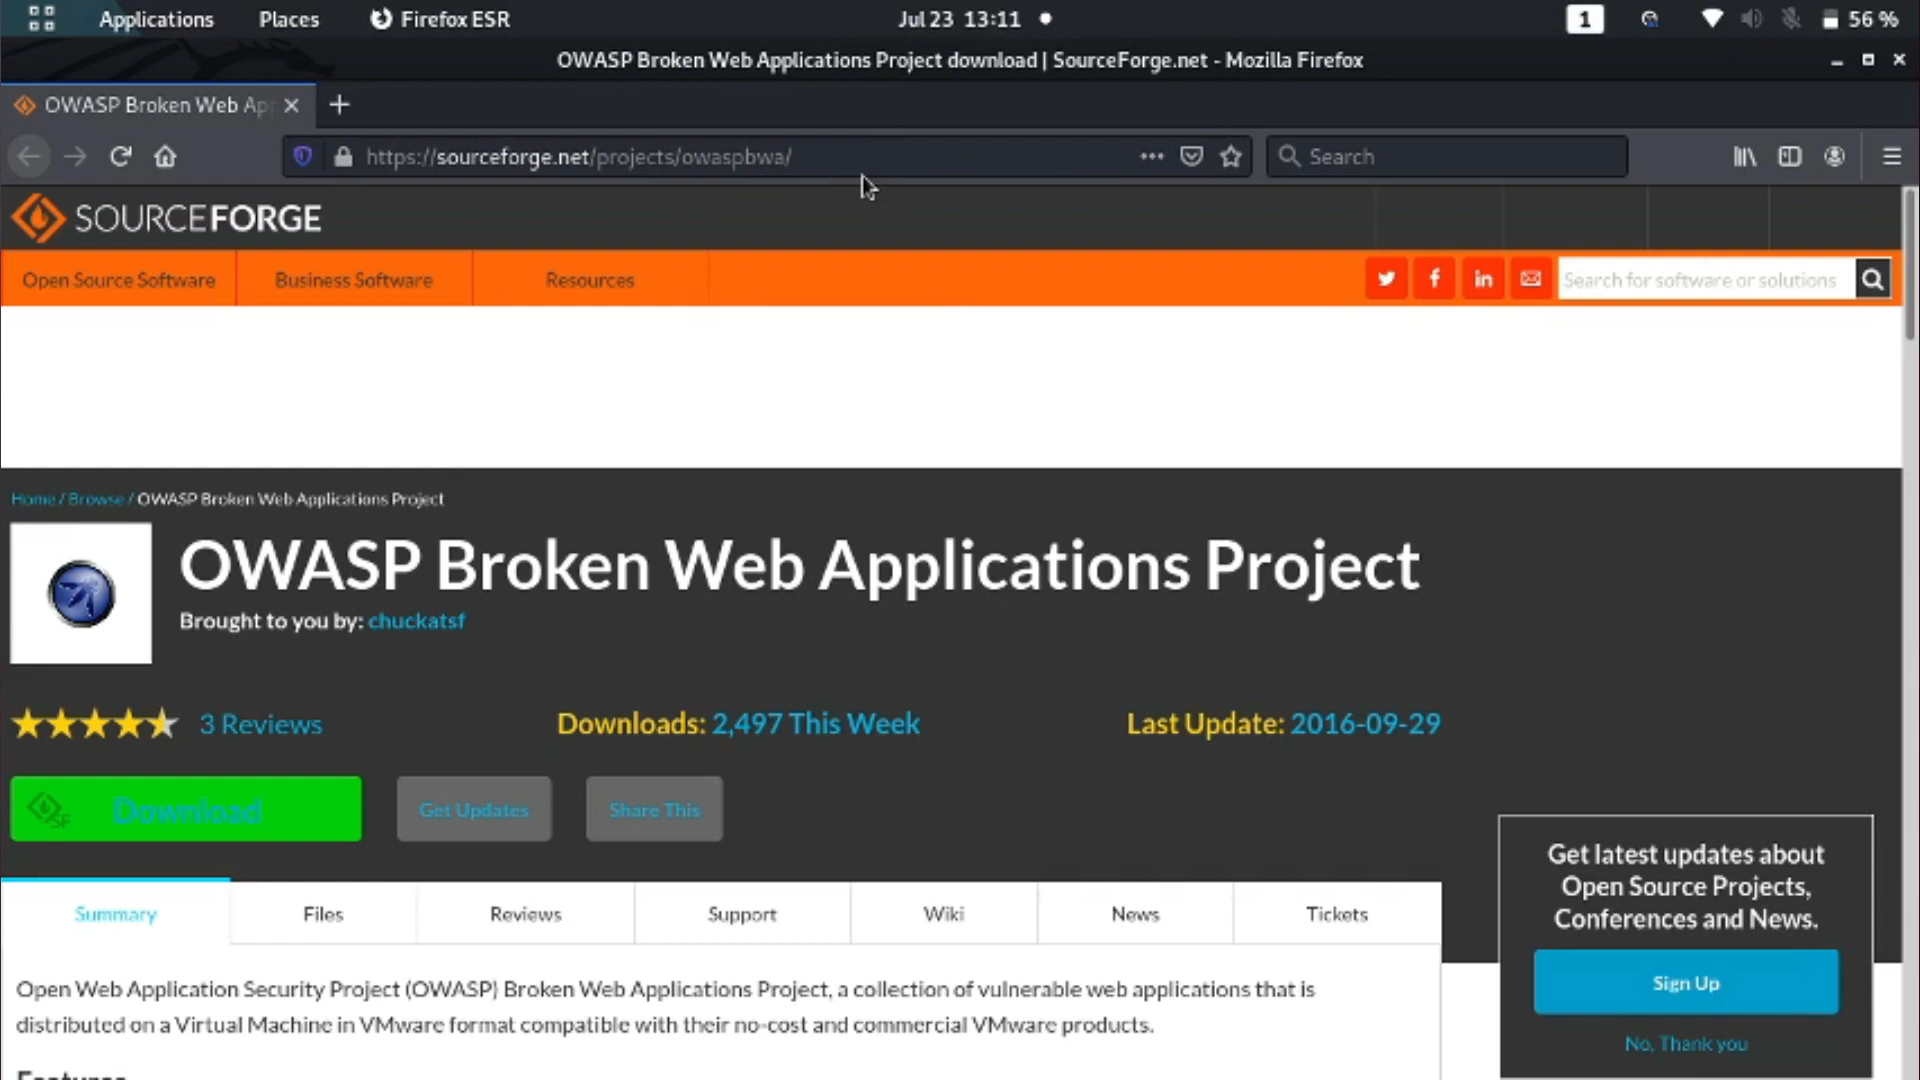 Applications Places Firefox ESR Jul 23 13:11 1 56 %
OWASP Broken Web Applications Project download | SourceForge.net - Mozilla Firefox
OWASP Broken Web Ap
https://sourceforge.net/projects/owaspbwa/ Search
SOURCEFORGE
Open Source Software Business Software Resources Search for software or solutions
Home / Browse / OWASP Broken Web Applications Project
OWASP Broken Web Applications Project
Brought to you by: chuckatsf
3 Reviews Downloads: 2,497 This Week Last Update: 2016-09-29
SF Download Get Updates Share This
Get latest updates about
Open Source Projects,
Conferences and News.
Sign Up
No, Thank you
Summary Files Reviews Support Wiki News Tickets
Open Web Application Security Project (OWASP) Broken Web Applications Project, a collection of vulnerable web applications that is
distributed on a Virtual Machine in VMware format compatible with their no-cost and commercial VMware products.
Features